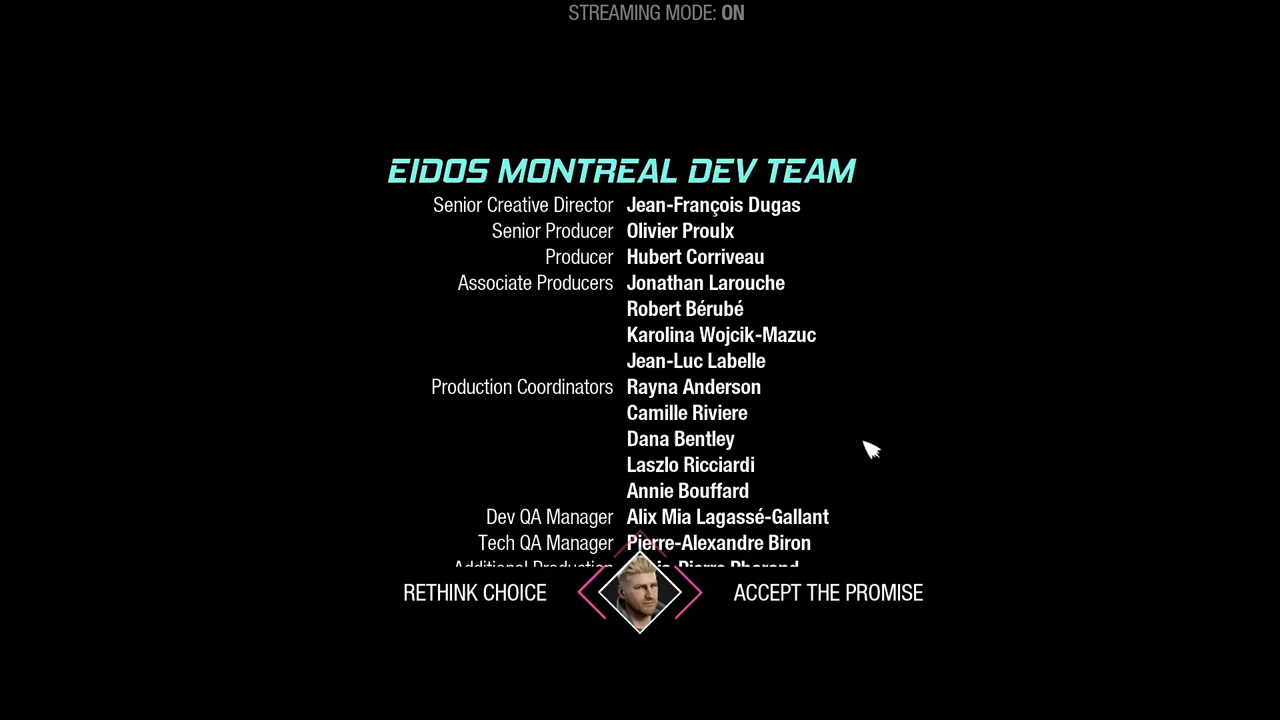 STREAMING MODE: ON
EIDOS MONTREAL DEV TEAM
Senior Creative Director Jean-François Dugas
Senior Producer Olivier Proulx
Producer Hubert Corriveau
Associate Producers Jonathan Larouche
Robert Bérubé
Karolina Wojcik-Mazuc
Jean-Luc Labelle
Production Coordinators Rayna Anderson
Camille Riviere
Dana Bentley
Laszlo Ricciardi
Annie Bouffard
Dev QA Manager Alix Mia Lagassé-Gallant
Tech QA Manager Pierre-Alexandre Biron
Additional Production
RETHINK CHOICE
ACCEPT THE PROMISE